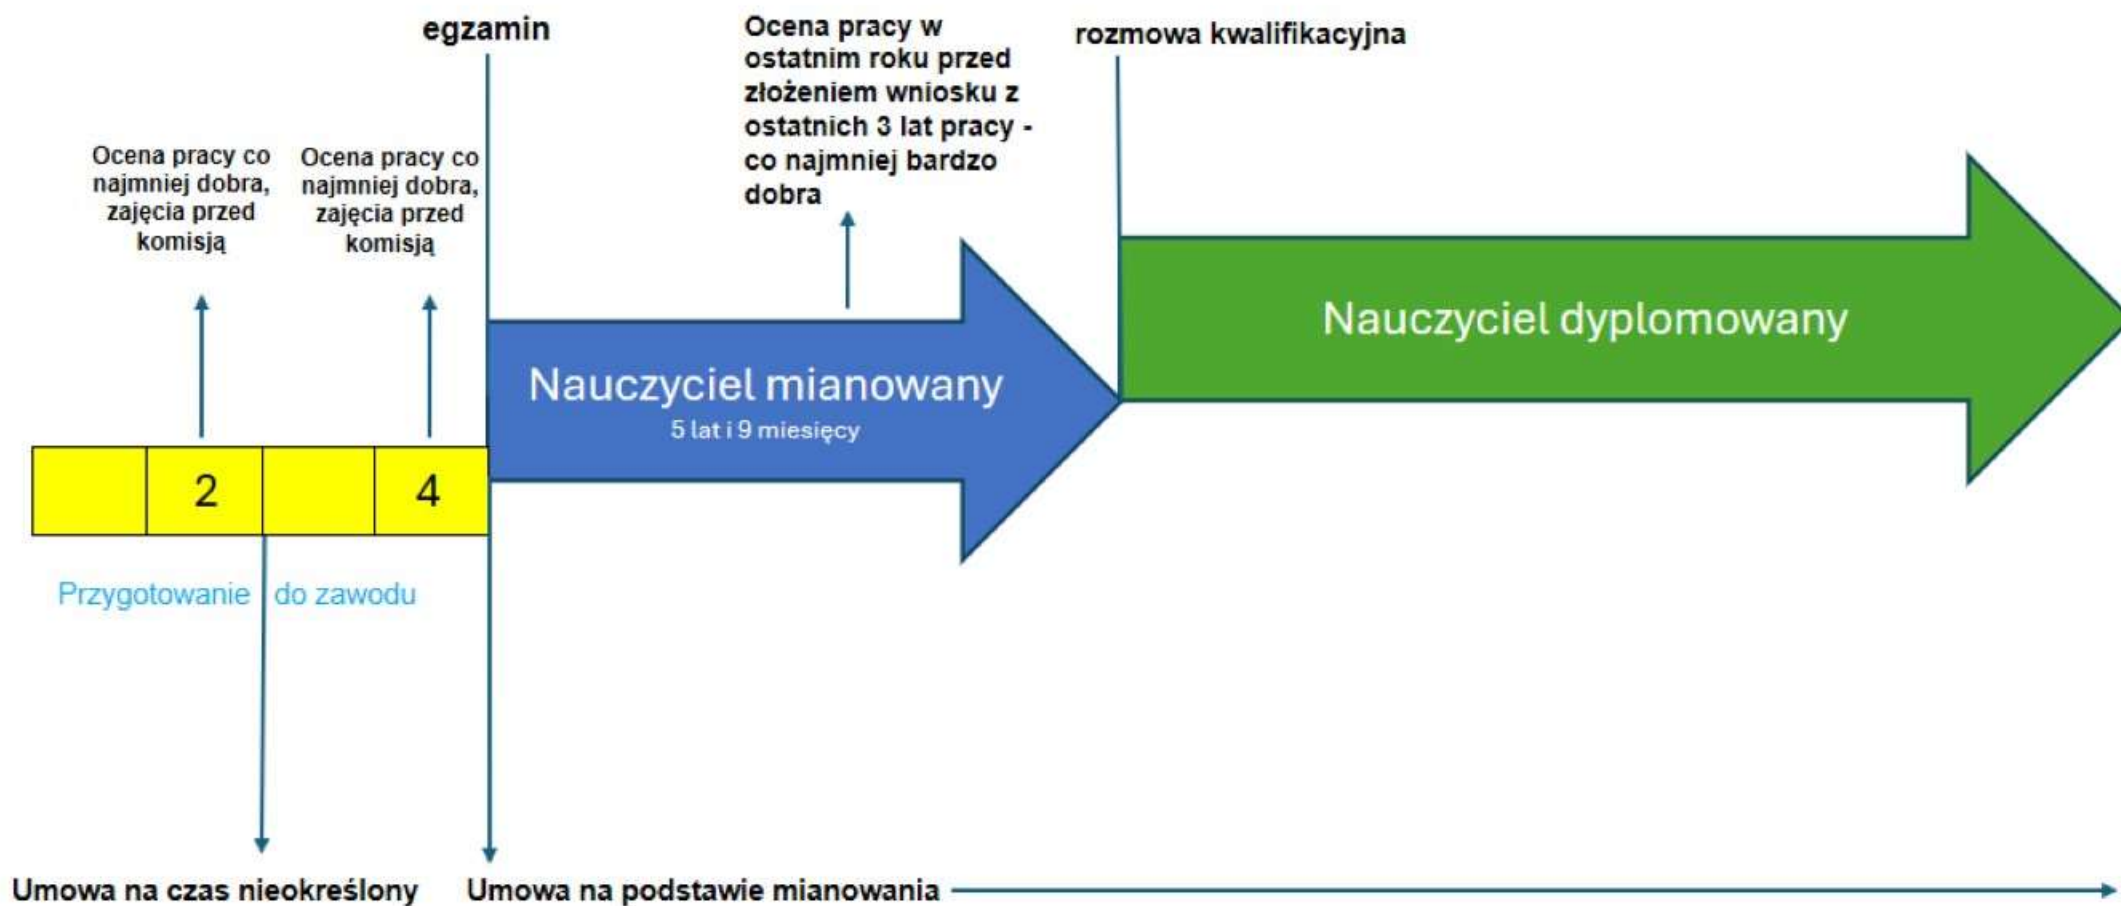 egzamin
Ocena pracy w
ostatnim roku przed
złożeniem wniosku z
ostatnich 3 lat pracy -
co najmniej bardzo
dobra
rozmowa kwalifikacyjna
Ocena pracy co
najmniej dobra,
zajęcia przed
komisją
Ocena pracy co
najmniej dobra,
zajęcia przed
komisją
Nauczyciel dyplomowany
Nauczyciel mianowany
5 lat i 9 miesięcy
2
4
Przygotowanie do zawodu
Umowa na czas nieokreślony
Umowa na podstawie mianowania